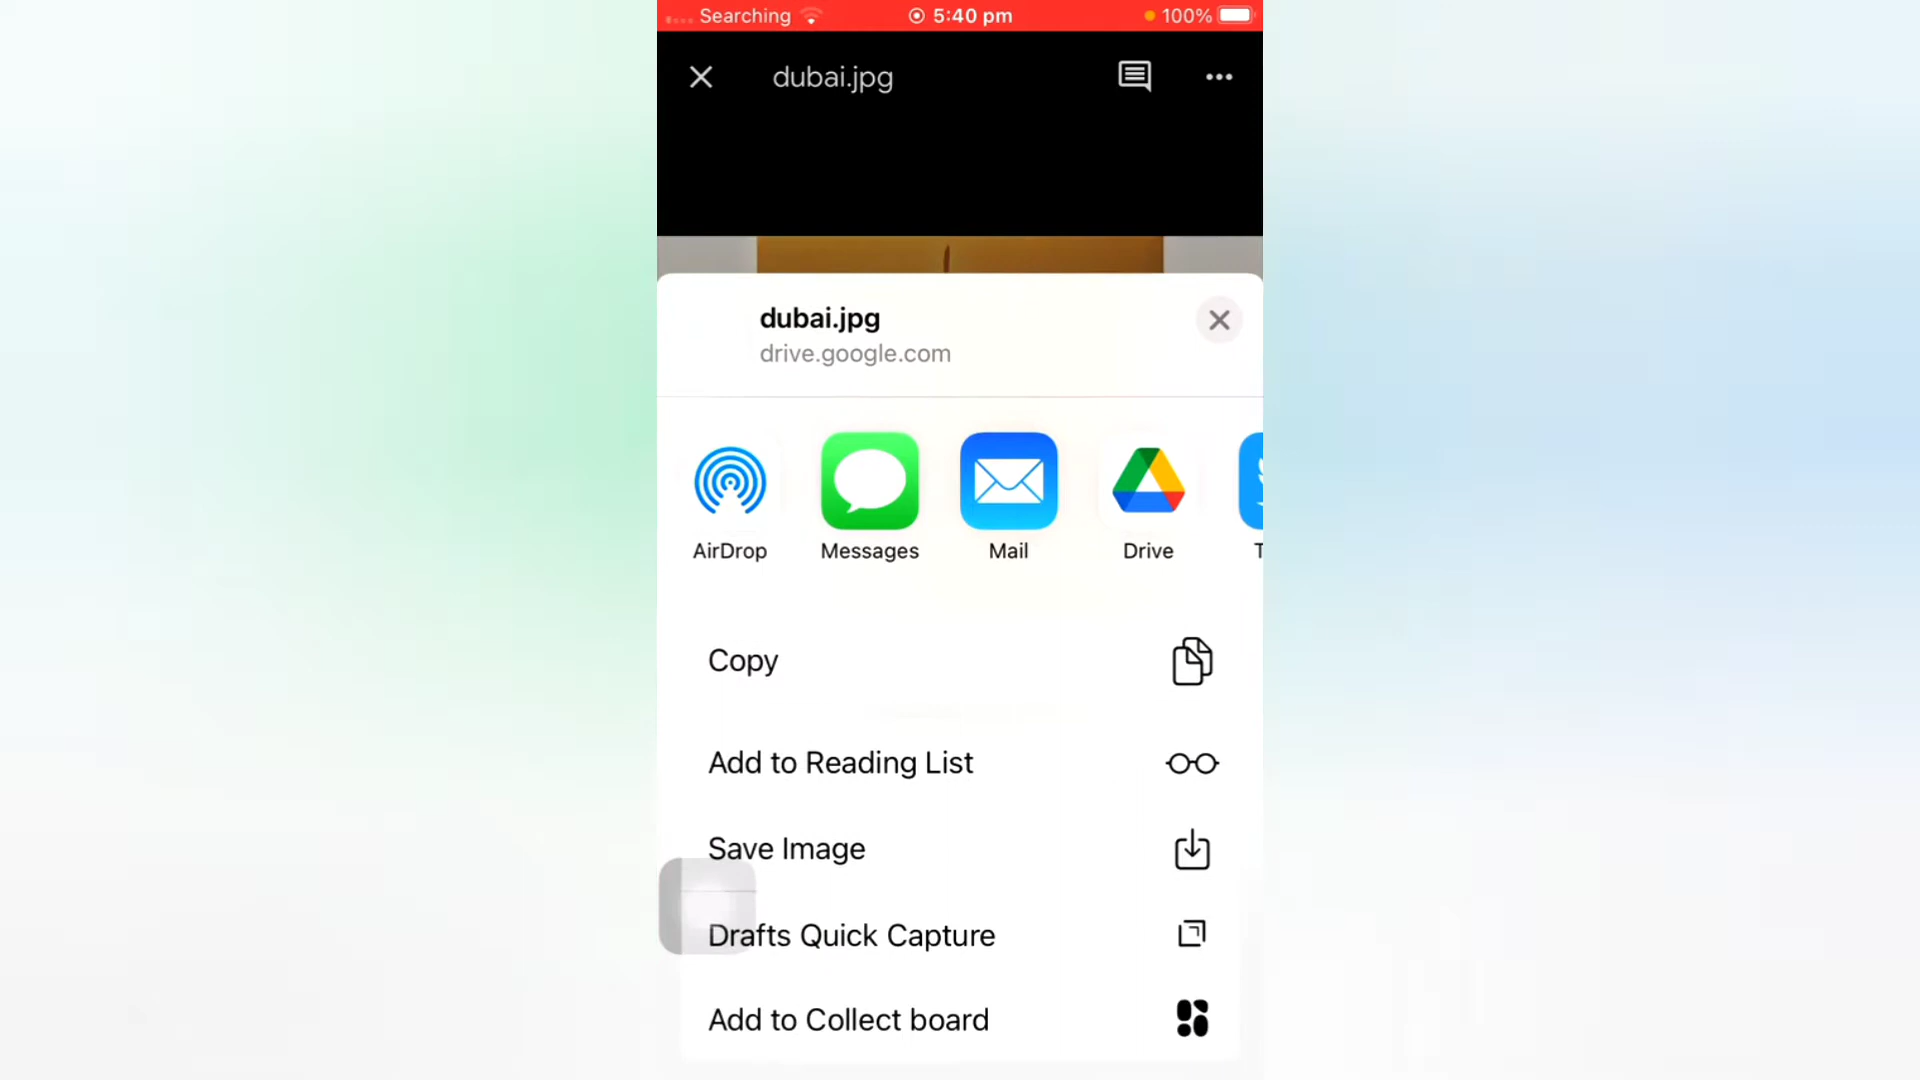 Searching 5:40 pm 100%
dubai.jpg
dubai.jpg
drive.google.com
AirDrop Messages Mail Drive T
Copy
Add to Reading List
Save Image
Drafts Quick Capture
Add to Collect board